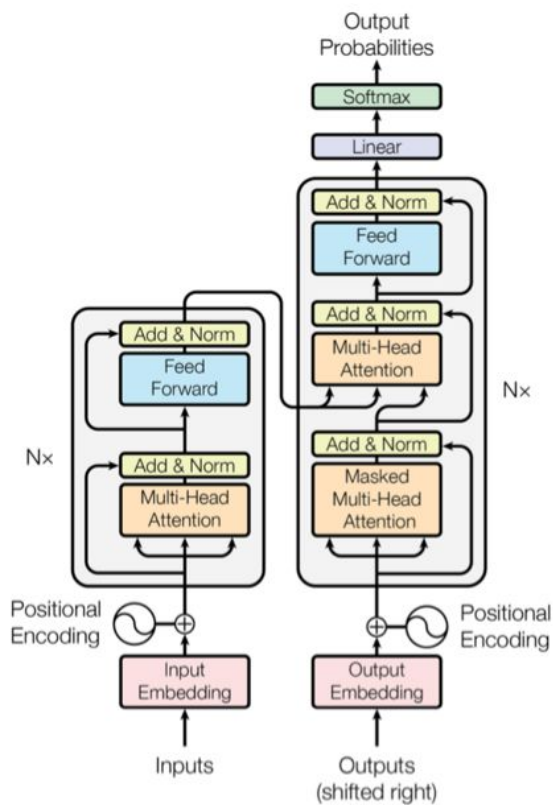 Output
Probabilities
Softmax
Linear
Add & Norm
Feed
Forward
Add & Norm
Multi-Head
Attention
Add & Norm
Masked
Multi-Head
Attention
N×
Positional
Encoding
Output
Embedding
Outputs
(shifted right)
Add & Norm
Feed
Forward
Add & Norm
Multi-Head
Attention
N×
Positional
Encoding
Input
Embedding
Inputs